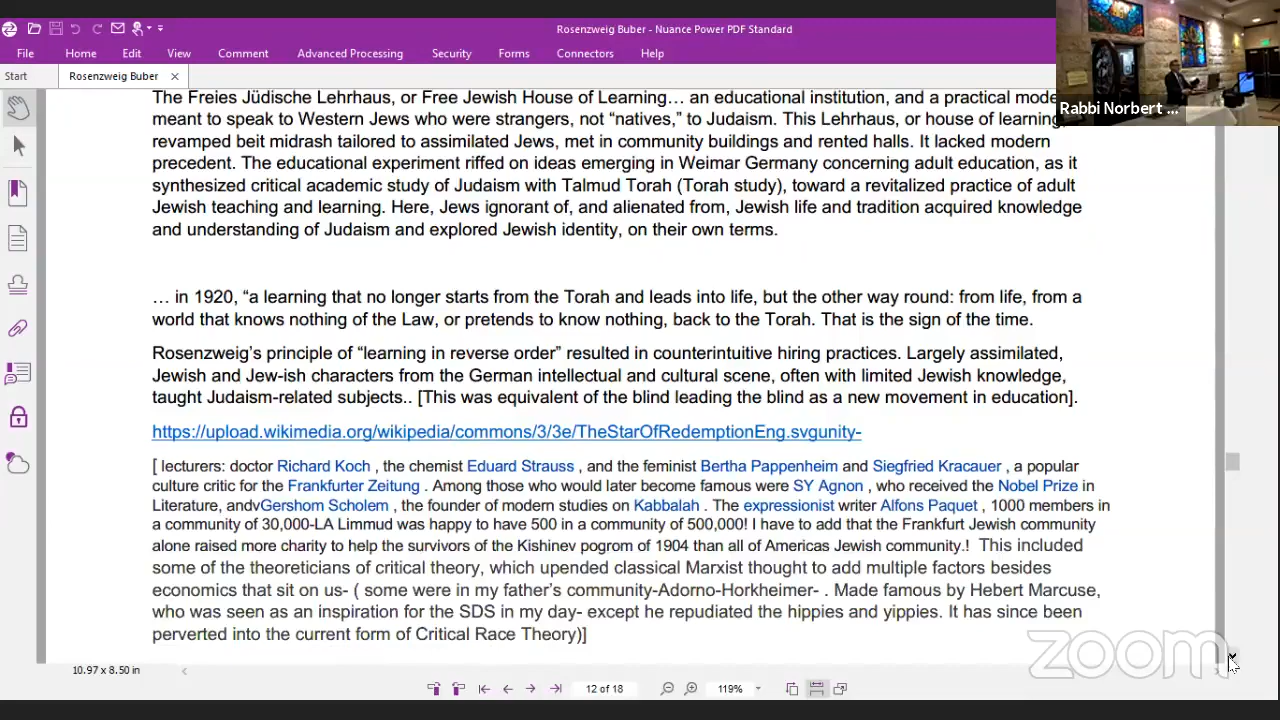 Rosenzweig Buber - Nuance Power PDF Standard
File Home Edit View Comment Advanced Processing Security Forms Connectors Help
Start Rosenzweig Buber ×
Rabbi Norbert ...
The Freies Jüdische Lehrhaus, or Free Jewish House of Learning… an educational institution, and a practical mode
meant to speak to Western Jews who were strangers, not “natives,” to Judaism. This Lehrhaus, or house of learning,
revamped beit midrash tailored to assimilated Jews, met in community buildings and rented halls. It lacked modern
precedent. The educational experiment riffed on ideas emerging in Weimar Germany concerning adult education, as it
synthesized critical academic study of Judaism with Talmud Torah (Torah study), toward a revitalized practice of adult
Jewish teaching and learning. Here, Jews ignorant of, and alienated from, Jewish life and tradition acquired knowledge
and understanding of Judaism and explored Jewish identity, on their own terms.
… in 1920, “a learning that no longer starts from the Torah and leads into life, but the other way round: from life, from a
world that knows nothing of the Law, or pretends to know nothing, back to the Torah. That is the sign of the time.
Rosenzweig’s principle of “learning in reverse order” resulted in counterintuitive hiring practices. Largely assimilated,
Jewish and Jew-ish characters from the German intellectual and cultural scene, often with limited Jewish knowledge,
taught Judaism-related subjects.. [This was equivalent of the blind leading the blind as a new movement in education].
https://upload.wikimedia.org/wikipedia/commons/3/3e/TheStarOfRedemptionEng.svgunity-
[ lecturers: doctor Richard Koch , the chemist Eduard Strauss , and the feminist Bertha Pappenheim and Siegfried Kracauer , a popular
culture critic for the Frankfurter Zeitung . Among those who would later become famous were SY Agnon , who received the Nobel Prize in
Literature, andvGershom Scholem , the founder of modern studies on Kabbalah . The expressionist writer Alfons Paquet , 1000 members in
a community of 30,000-LA Limmud was happy to have 500 in a community of 500,000! I have to add that the Frankfurt Jewish community
alone raised more charity to help the survivors of the Kishinev pogrom of 1904 than all of Americas Jewish community.! This included
some of the theoreticians of critical theory, which upended classical Marxist thought to add multiple factors besides
economics that sit on us- ( some were in my father’s community-Adorno-Horkheimer- . Made famous by Hebert Marcuse,
who was seen as an inspiration for the SDS in my day- except he repudiated the hippies and yippies. It has since been
perverted into the current form of Critical Race Theory)]
zoom
10.97 x 8.50 in
12 of 18
119%